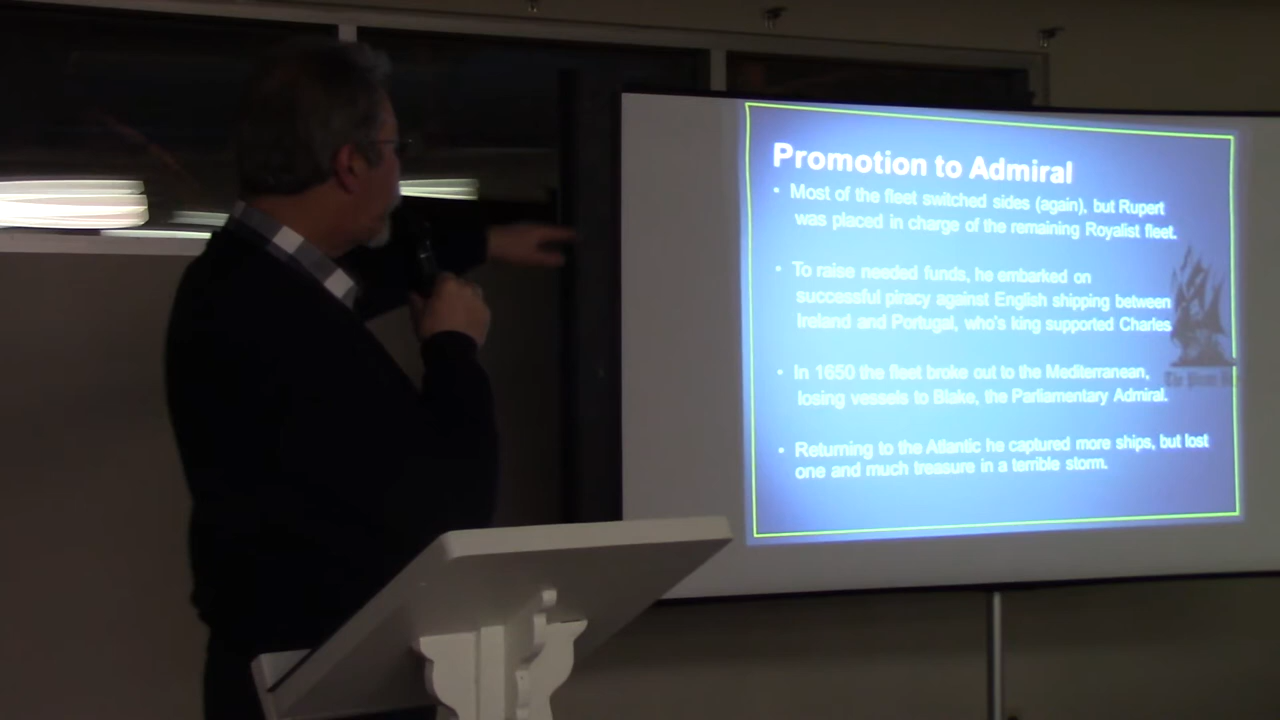 Promotion to Admiral
• Most of the fleet switched sides (again), but Rupert
was placed in charge of the remaining Royalist fleet.
• To raise needed funds, he embarked on
successful piracy against English shipping between
Ireland and Portugal, who's king supported Charles
• In 1650 the fleet broke out to the Mediterranean,
losing vessels to Blake, the Parliamentary Admiral.
• Returning to the Atlantic he captured more ships, but lost
one and much treasure in a terrible storm.
The Pirate